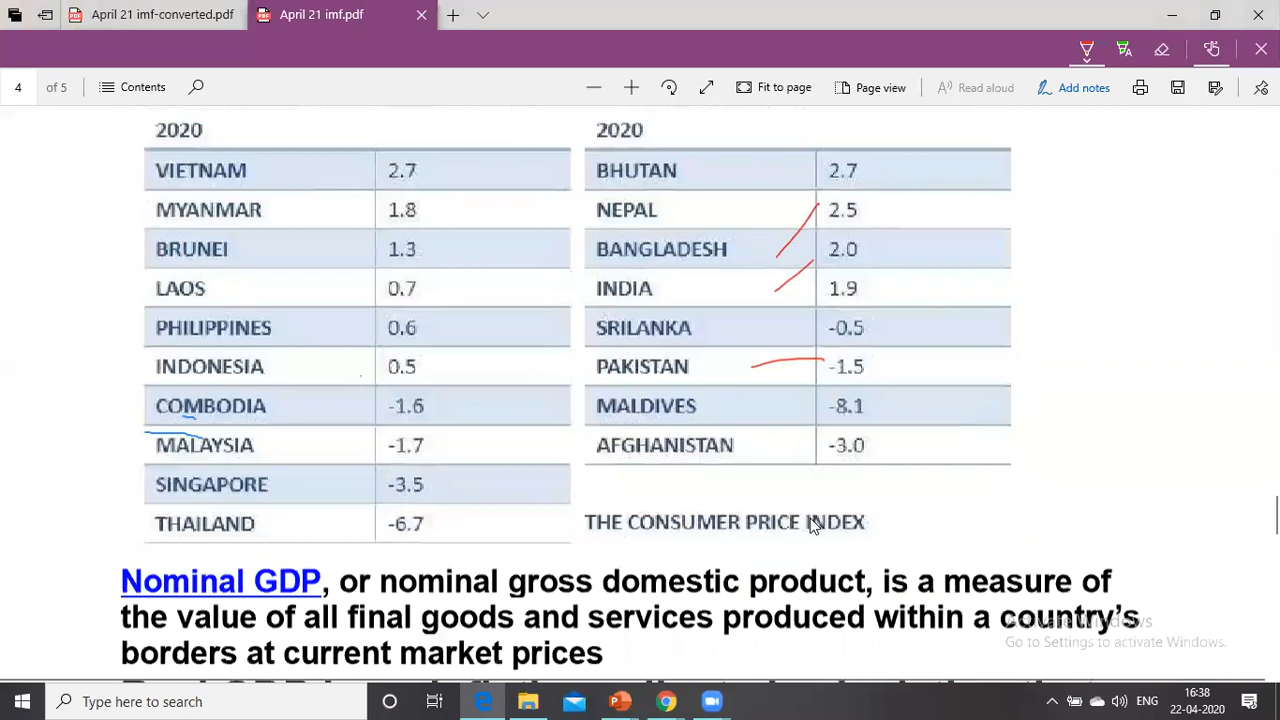 April 21 imf-converted.pdf
April 21 imf.pdf
4 of 5 Contents Fit to page Page view Read aloud Add notes
2020
VIETNAM 2.7
MYANMAR 1.8
BRUNEI 1.3
LAOS 0.7
PHILIPPINES 0.6
INDONESIA 0.5
COMBODIA -1.6
MALAYSIA -1.7
SINGAPORE -3.5
THAILAND -6.7
2020
BHUTAN 2.7
NEPAL 2.5
BANGLADESH 2.0
INDIA 1.9
SRILANKA -0.5
PAKISTAN -1.5
MALDIVES -8.1
AFGHANISTAN -3.0
THE CONSUMER PRICE INDEX
Nominal GDP, or nominal gross domestic product, is a measure of
the value of all final goods and services produced within a country's
borders at current market prices
Activate Windows
Go to Settings to activate Windows.
Type here to search
ENG
16:38
22-04-2020